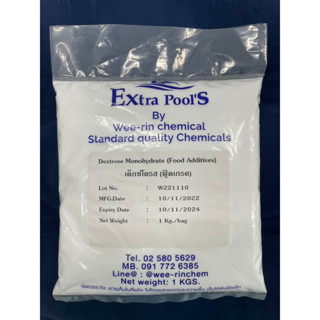 Extra Pool'S
By
Wee-rin chemical
Standard quality Chemicals
Dextrose Monohydrate (Food Additives)
เด็กซ์โตรส (ฟู้ดเกรด)
Lot No. : W221110
MFG.Date : 10/11/2022
Expiry Date : 10/11/2024
Net Weight : 1 Kg./bag
Tel. 02 580 5629
MB. 091 772 6385
Line@ : @wee-rinchem
Net weight: 1 KGS.